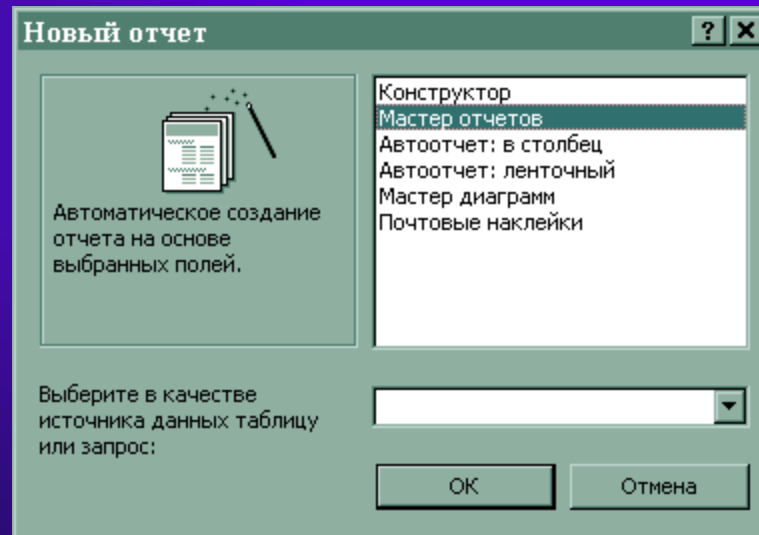 Новый отчет
Автоматическое создание
отчета на основе
выбранных полей.
Конструктор
Мастер отчетов
Автоотчет: в столбец
Автоотчет: ленточный
Мастер диаграмм
Почтовые наклейки
Выберите в качестве
источника данных таблицу
или запрос:
ОК
Отмена